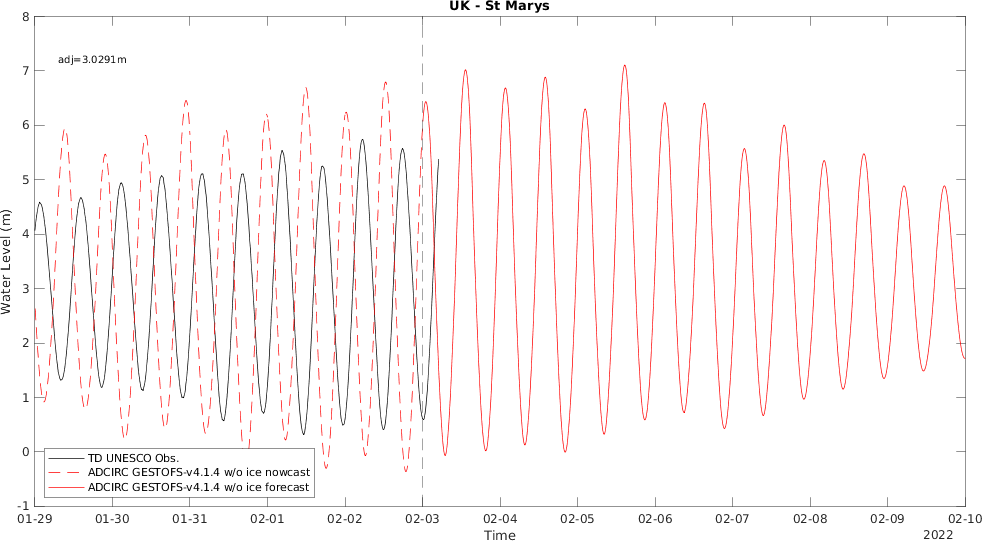 UK - St Marys
8
7
6
5
4
3
2
1
0
-1
Water Level (m)
adj=3.0291m
TD UNESCO Obs.
ADCIRC GESTOFS-v4.1.4 w/o ice nowcast
ADCIRC GESTOFS-v4.1.4 w/o ice forecast
01-29 01-30 01-31 02-01 02-02 02-03 02-04 02-05 02-06 02-07 02-08 02-09 02-10
Time
2022